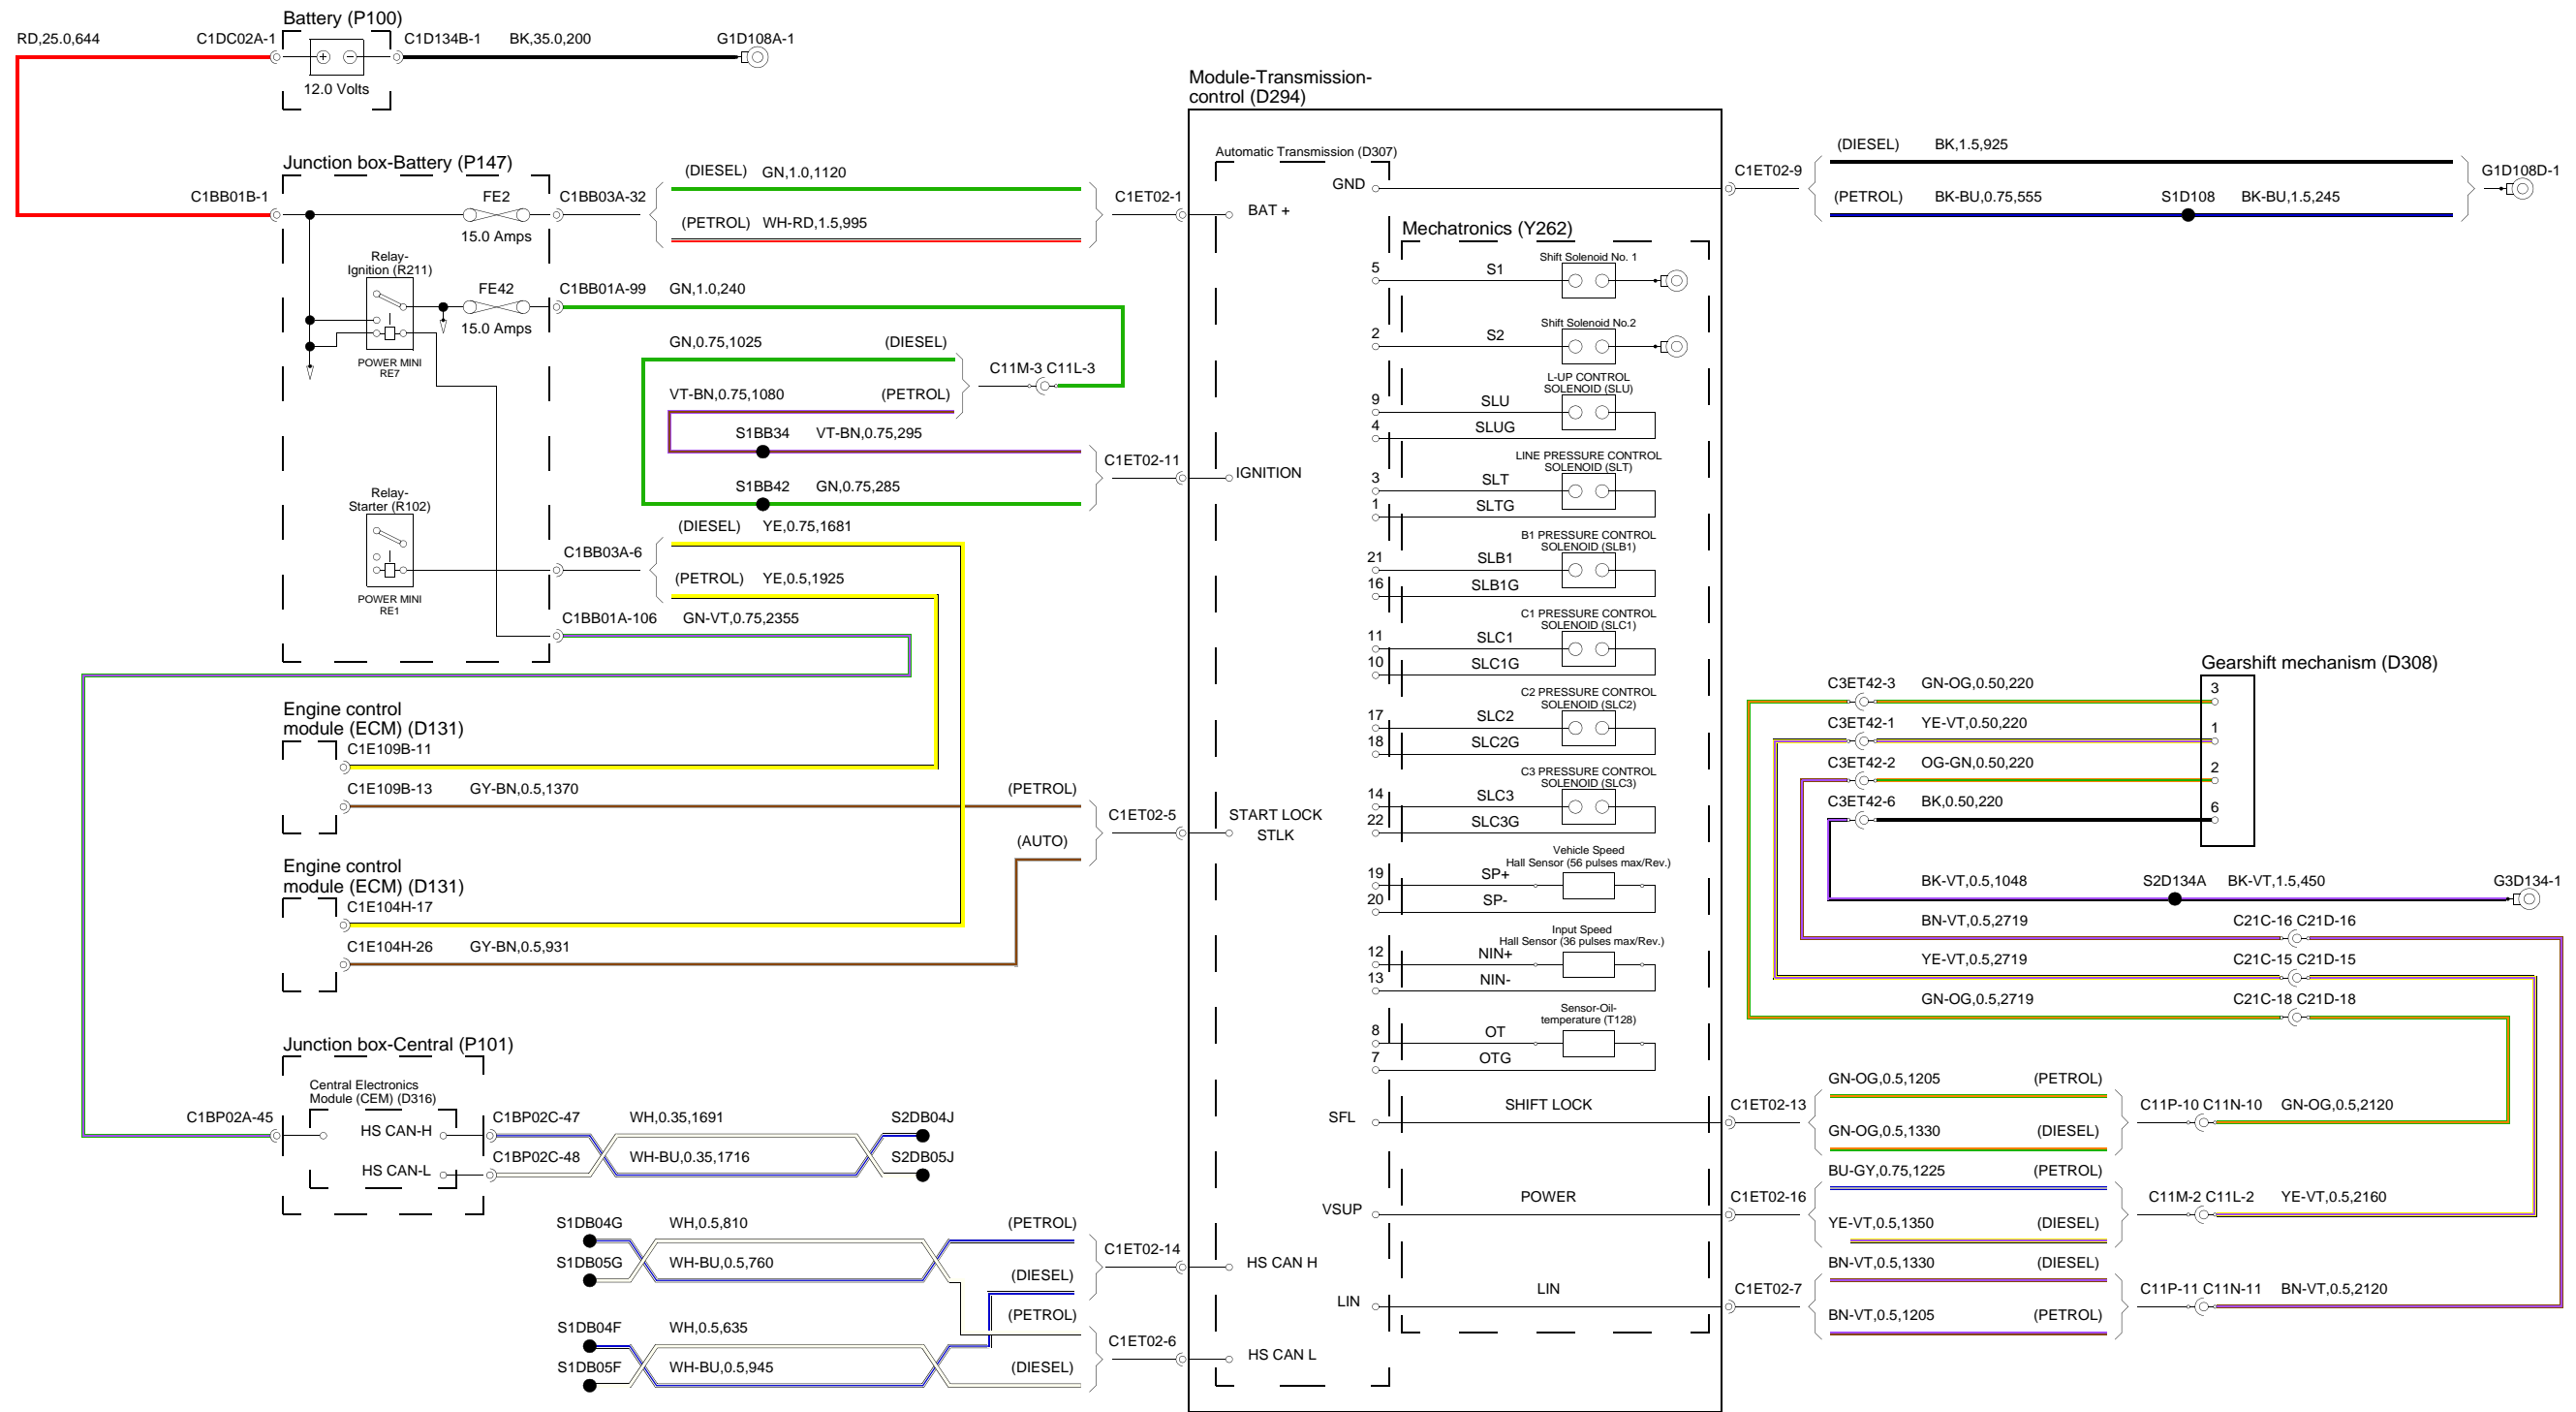 Battery (P100)
RD,25.0,644
C1DC02A-1
C1D134B-1
BK,35.0,200
G1D108A-1
12.0 Volts
Junction box-Battery (P147)
C1BB01B-1
FE2
15.0 Amps
C1BB03A-32
(DIESEL) GN,1.0,1120
(PETROL) WH-RD,1.5,995
C1ET02-1
Relay-
Ignition (R211)
FE42
15.0 Amps
POWER MINI
RE7
C1BB01A-99
GN,1.0,240
GN,0.75,1025
(DIESEL)
C11M-3 C11L-3
VT-BN,0.75,1080
(PETROL)
S1BB34
VT-BN,0.75,295
C1ET02-11
S1BB42
GN,0.75,285
Relay-
Starter (R102)
POWER MINI
RE1
(DIESEL) YE,0.75,1681
C1BB03A-6
(PETROL) YE,0.5,1925
C1BB01A-106
GN-VT,0.75,2355
Engine control
module (ECM) (D131)
C1E109B-11
C1E109B-13
GY-BN,0.5,1370
(PETROL)
C1ET02-5
(AUTO)
Engine control
module (ECM) (D131)
C1E104H-17
C1E104H-26
GY-BN,0.5,931
Junction box-Central (P101)
Central Electronics
Module (CEM) (D316)
C1BP02A-45
HS CAN-H
HS CAN-L
C1BP02C-47
C1BP02C-48
WH,0.35,1691
WH-BU,0.35,1716
S2DB04J
S2DB05J
S1DB04G
S1DB05G
WH,0.5,810
WH-BU,0.5,760
(PETROL)
C1ET02-14
(DIESEL)
(PETROL)
S1DB04F
S1DB05F
WH,0.5,635
WH-BU,0.5,945
C1ET02-6
(DIESEL)
Module-Transmission-
control (D294)
Automatic Transmission (D307)
GND
BAT +
IGNITION
START LOCK
STLK
HS CAN H
HS CAN L
Mechatronics (Y262)
Shift Solenoid No. 1
5
S1
Shift Solenoid No.2
2
S2
L-UP CONTROL
SOLENOID (SLU)
9
SLU
4
SLUG
LINE PRESSURE CONTROL
SOLENOID (SLT)
3
SLT
1
SLTG
B1 PRESSURE CONTROL
SOLENOID (SLB1)
21
SLB1
16
SLB1G
C1 PRESSURE CONTROL
SOLENOID (SLC1)
11
SLC1
10
SLC1G
C2 PRESSURE CONTROL
SOLENOID (SLC2)
17
SLC2
18
SLC2G
C3 PRESSURE CONTROL
SOLENOID (SLC3)
14
SLC3
22
SLC3G
Vehicle Speed
Hall Sensor (56 pulses max/Rev.)
19
SP+
20
SP-
Input Speed
Hall Sensor (36 pulses max/Rev.)
12
NIN+
13
NIN-
Sensor-Oil-
temperature (T128)
8
OT
7
OTG
SFL
SHIFT LOCK
VSUP
POWER
LIN
LIN
C1ET02-9
(DIESEL)
BK,1.5,925
(PETROL)
BK-BU,0.75,555
S1D108
BK-BU,1.5,245
G1D108D-1
Gearshift mechanism (D308)
C3ET42-3
GN-OG,0.50,220
3
C3ET42-1
YE-VT,0.50,220
1
C3ET42-2
OG-GN,0.50,220
2
C3ET42-6
BK,0.50,220
6
BK-VT,0.5,1048
S2D134A
BK-VT,1.5,450
G3D134-1
BN-VT,0.5,2719
C21C-16 C21D-16
YE-VT,0.5,2719
C21C-15 C21D-15
GN-OG,0.5,2719
C21C-18 C21D-18
C1ET02-13
GN-OG,0.5,1205
(PETROL)
GN-OG,0.5,1330
(DIESEL)
C11P-10 C11N-10
GN-OG,0.5,2120
C1ET02-16
BU-GY,0.75,1225
(PETROL)
YE-VT,0.5,1350
(DIESEL)
C11M-2 C11L-2
YE-VT,0.5,2160
C1ET02-7
BN-VT,0.5,1330
(DIESEL)
BN-VT,0.5,1205
(PETROL)
C11P-11 C11N-11
BN-VT,0.5,2120